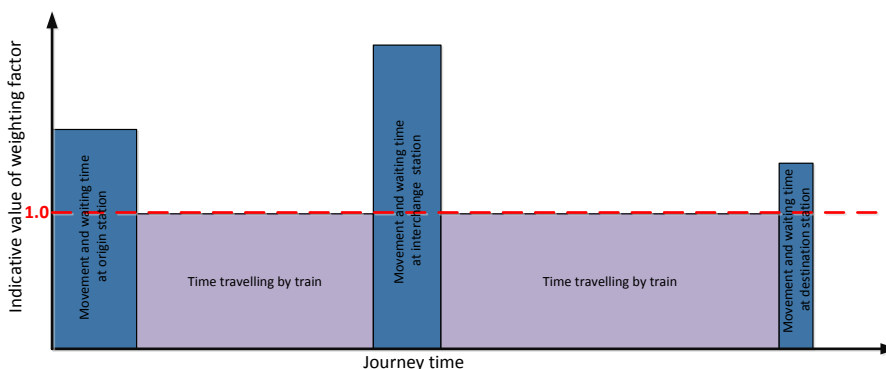 Indicative value of weighting factor
1.0
Movement and waiting time
at origin station
Time travelling by train
Movement and waiting time
at interchange station
Time travelling by train
Movement and waiting time
at destination station
Journey time